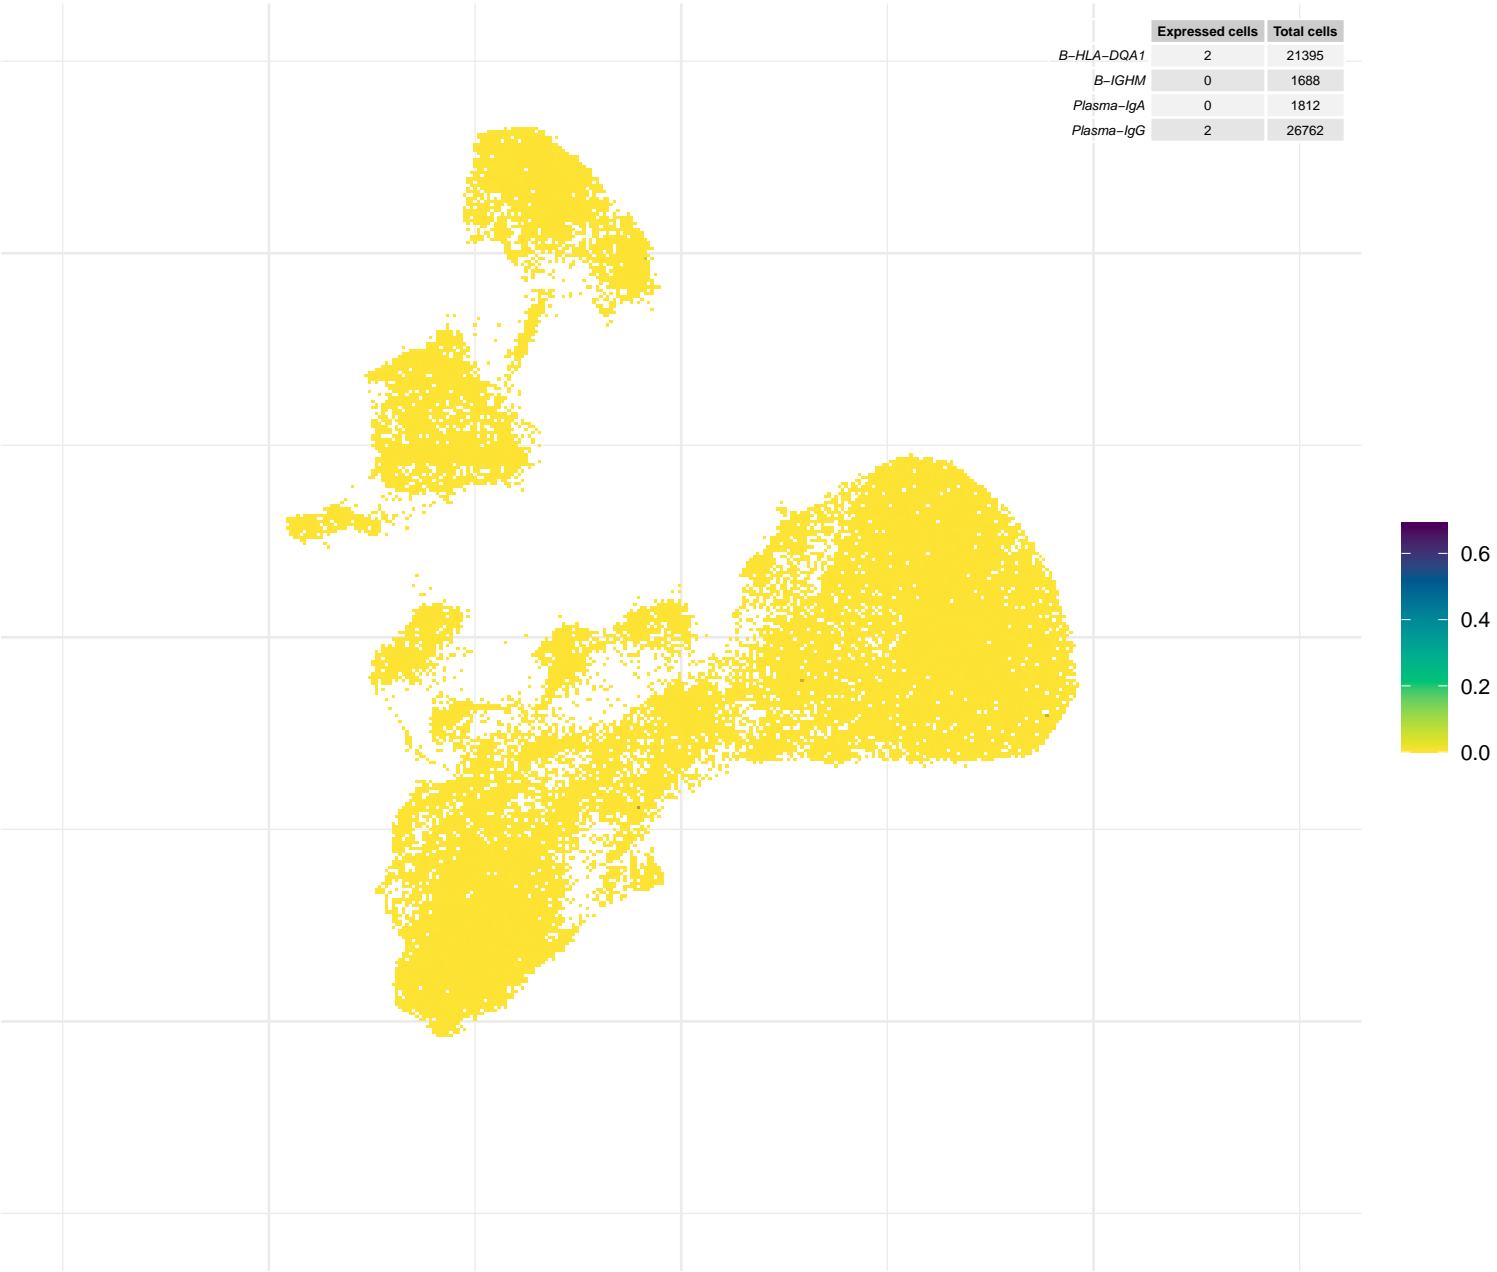 Expressed cells Total cells
B−HLA−DQA1 2 21395
B−IGHM 0 1688
Plasma−IgA 0 1812
Plasma−IgG 2 26762
0.6
0.4
0.2
0.0